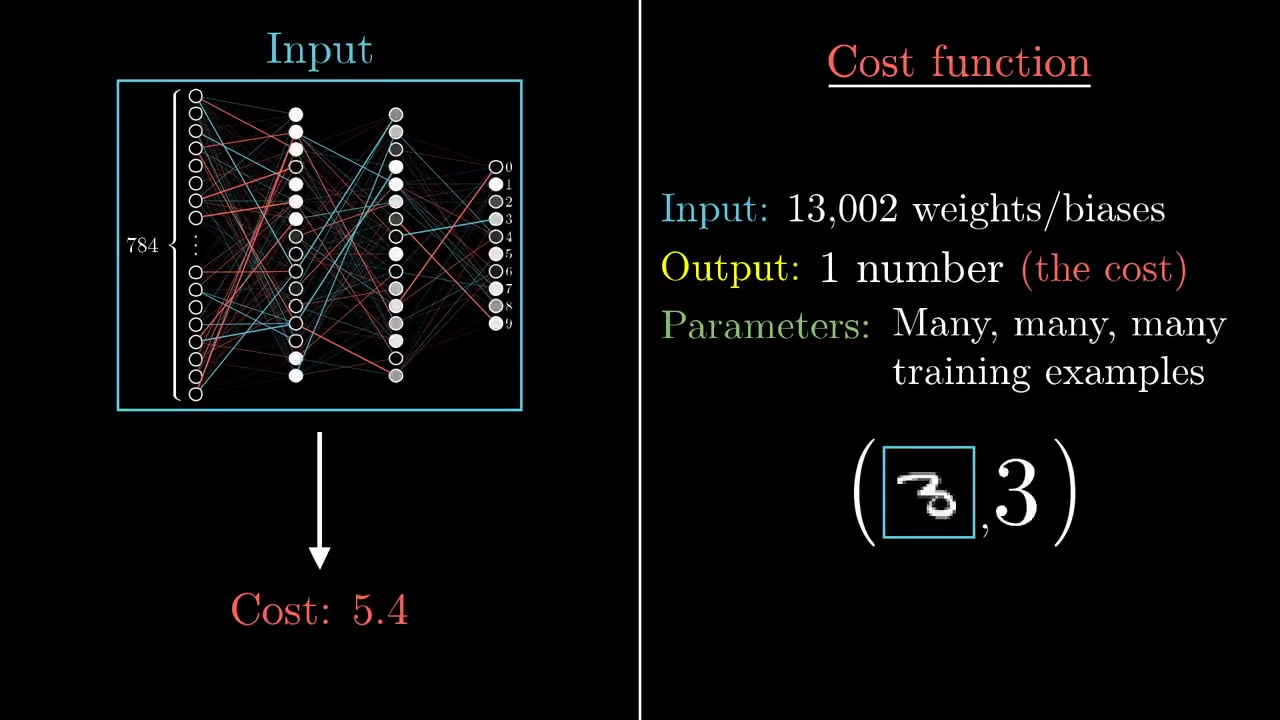 Input
784
0
1
2
3
4
5
6
7
8
9
Cost: 5.4
Cost function
Input: 13,002 weights/biases
Output: 1 number (the cost)
Parameters: Many, many, many
training examples
(3, 3)